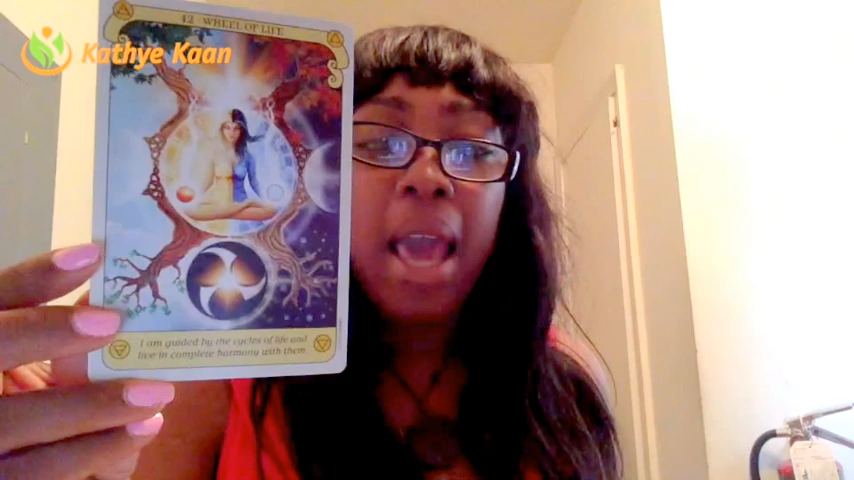 Kathye Kaan
42 · WHEEL OF LIFE
I am guided by the cycles of life and
live in complete harmony with them.